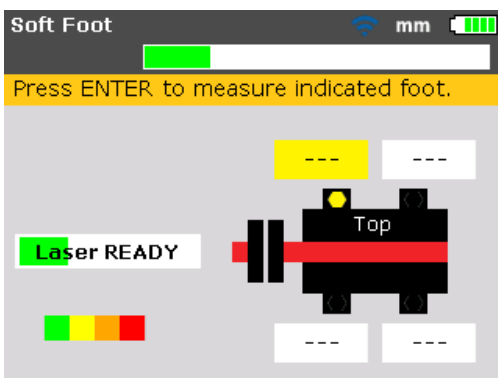 Soft Foot mm
Press ENTER to measure indicated foot.
--- ---
Top
Laser READY
--- ---